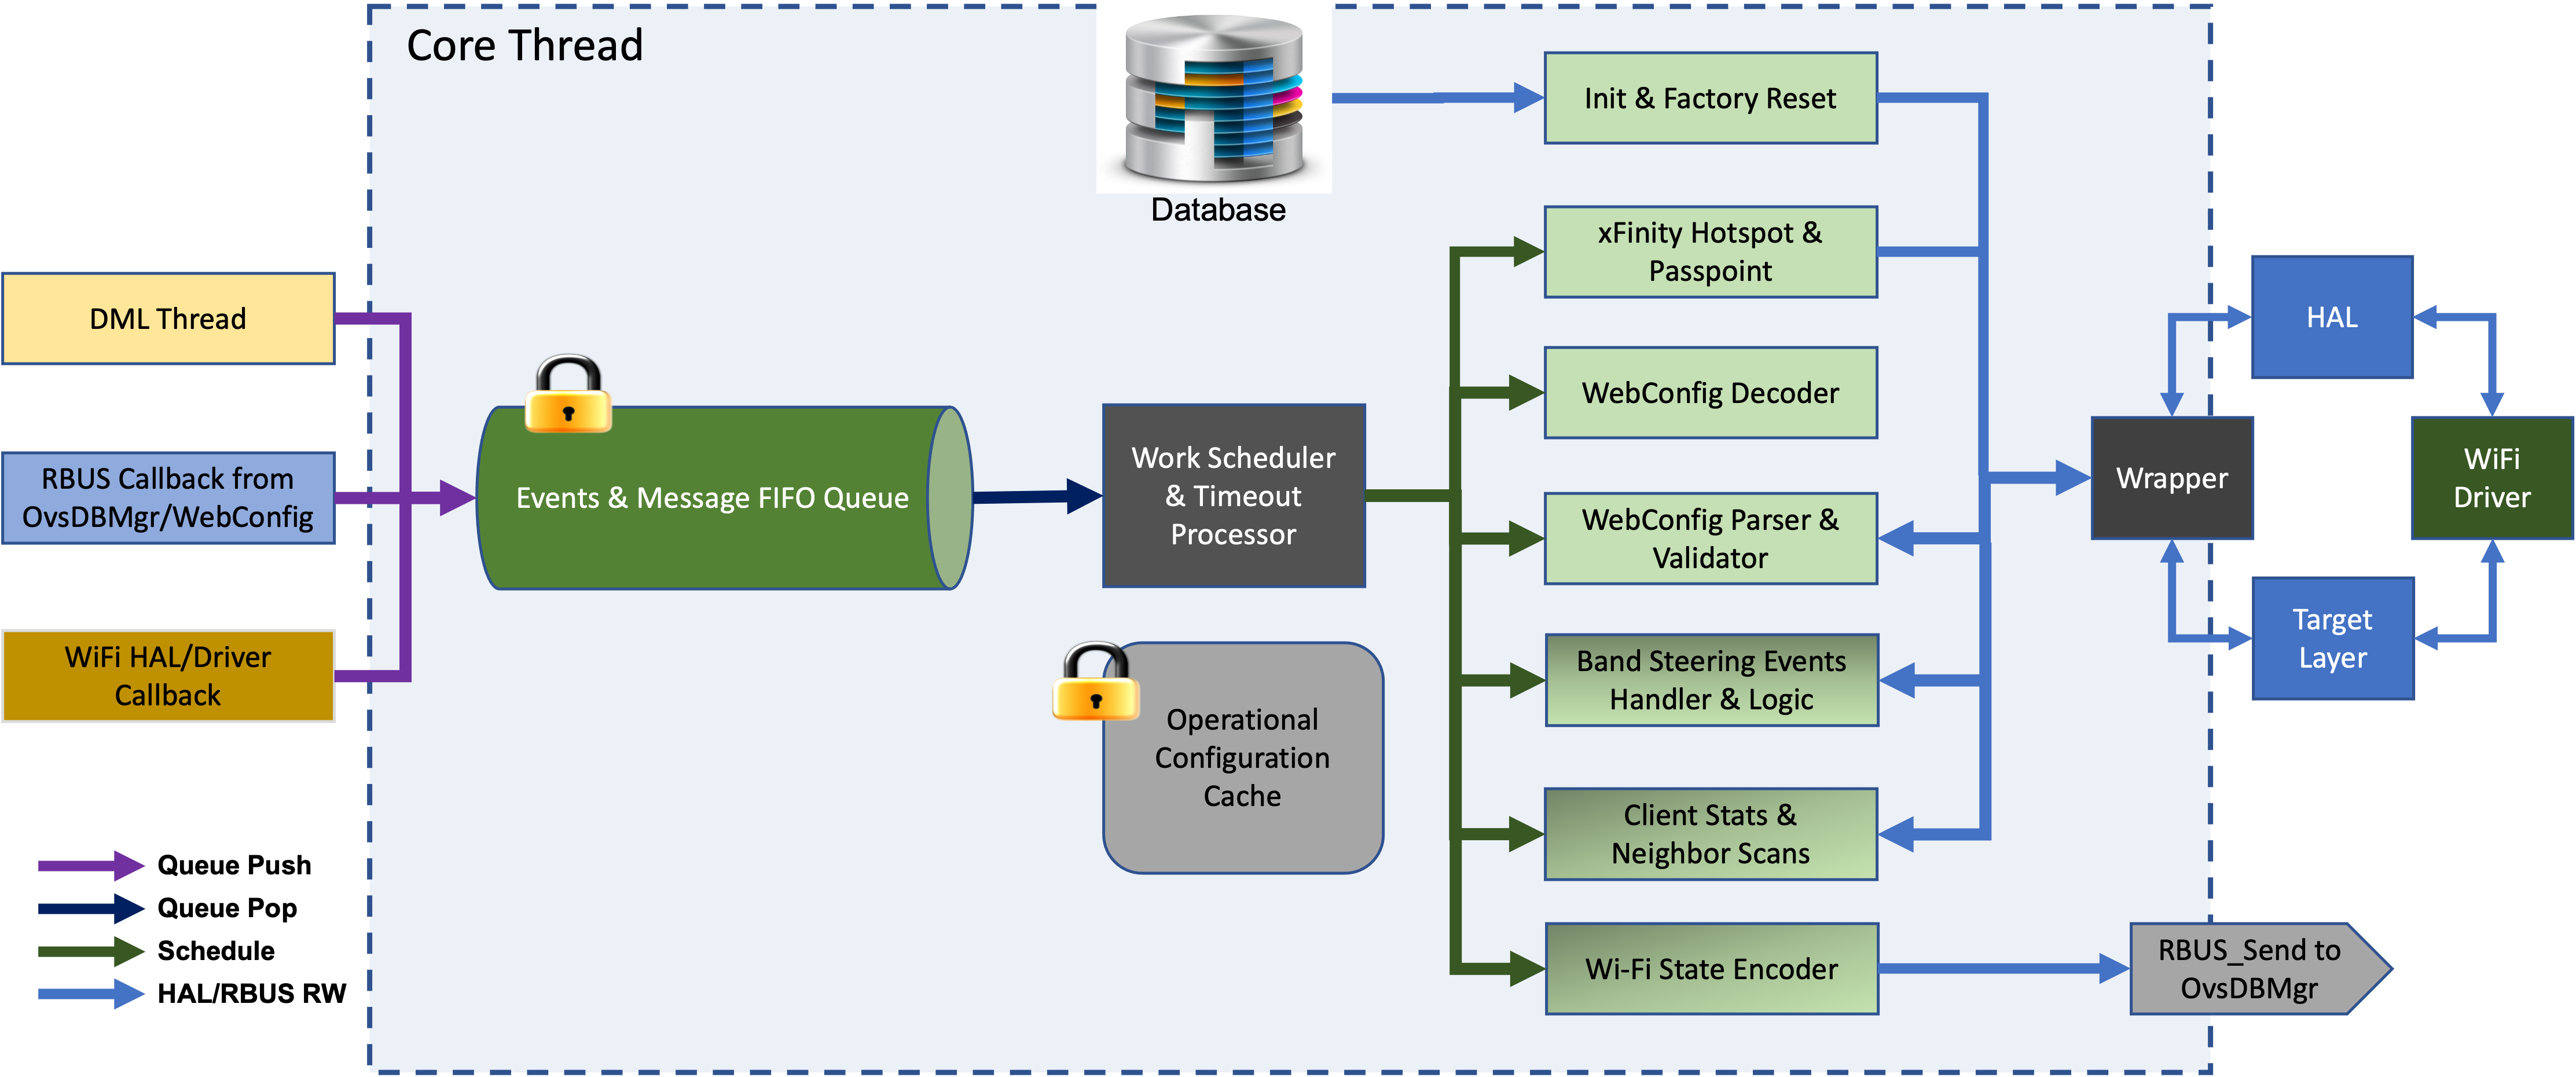 Core Thread
Database
Init & Factory Reset
xFinity Hotspot &
Passpoint
WebConfig Decoder
WebConfig Parser &
Validator
Band Steering Events
Handler & Logic
Client Stats &
Neighbor Scans
Wi-Fi State Encoder
DML Thread
RBUS Callback from
OvsDBMgr/WebConfig
WiFi HAL/Driver
Callback
Events & Message FIFO Queue
Work Scheduler
& Timeout
Processor
Operational
Configuration
Cache
Wrapper
HAL
WiFi
Driver
Target
Layer
RBUS_Send to
OvsDBMgr
Queue Push
Queue Pop
Schedule
HAL/RBUS RW